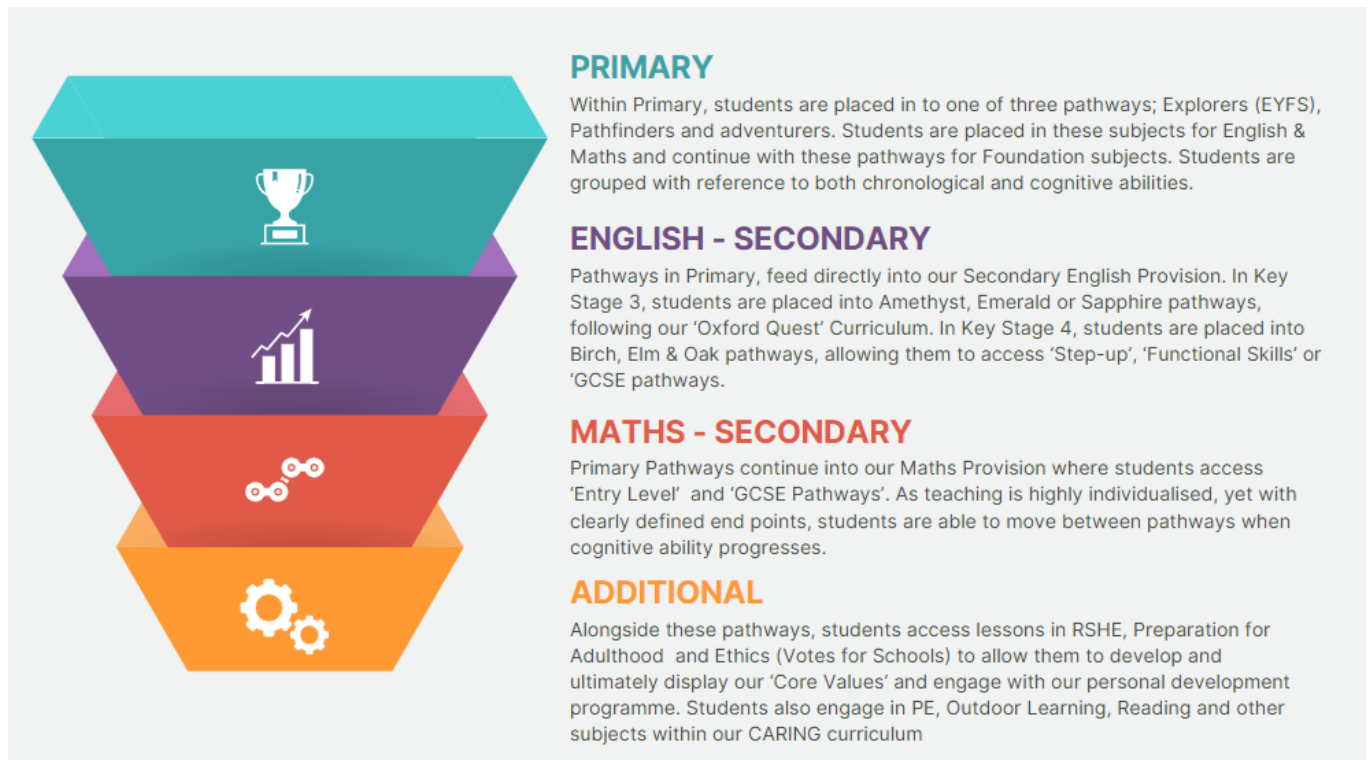 PRIMARY
Within Primary, students are placed in to one of three pathways; Explorers (EYFS),
Pathfinders and adventurers. Students are placed in these subjects for English &
Maths and continue with these pathways for Foundation subjects. Students are
grouped with reference to both chronological and cognitive abilities.
ENGLISH - SECONDARY
Pathways in Primary, feed directly into our Secondary English Provision. In Key
Stage 3, students are placed into Amethyst, Emerald or Sapphire pathways,
following our ‘Oxford Quest’ Curriculum. In Key Stage 4, students are placed into
Birch, Elm & Oak pathways, allowing them to access ‘Step-up’, ‘Functional Skills’ or
‘GCSE pathways.
MATHS - SECONDARY
Primary Pathways continue into our Maths Provision where students access
‘Entry Level’ and ‘GCSE Pathways’. As teaching is highly individualised, yet with
clearly defined end points, students are able to move between pathways when
cognitive ability progresses.
ADDITIONAL
Alongside these pathways, students access lessons in RSHE, Preparation for
Adulthood and Ethics (Votes for Schools) to allow them to develop and
ultimately display our ‘Core Values’ and engage with our personal development
programme. Students also engage in PE, Outdoor Learning, Reading and other
subjects within our CARING curriculum